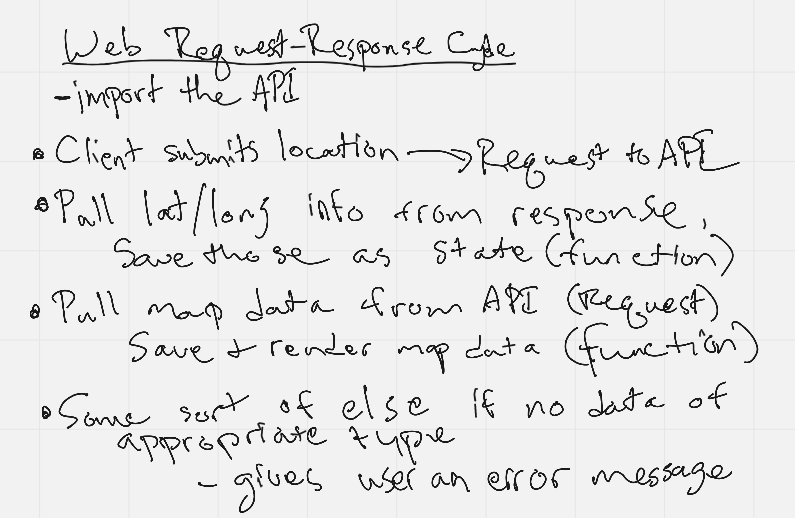 Web Request-Response Cycle
- import the API
• Client submits location → Request to API
• Pull lat/long info from response,
Save those as state (function)
• Pull map data from API (Request)
Save + render map data (function)
• Some sort of else if no data of
appropriate type
- gives user an error message